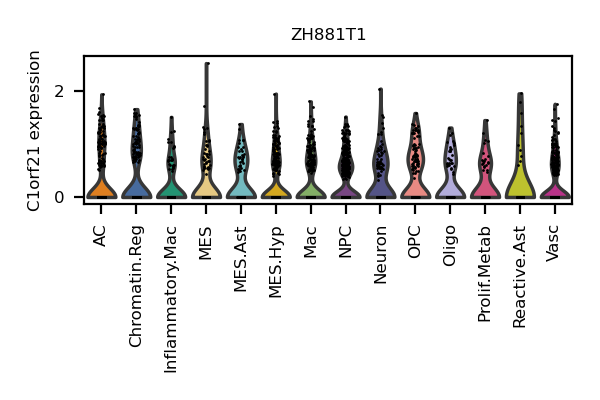 ZH881T1
C1orf21 expression
2
0
AC
Chromatin.Reg
Inflammatory.Mac
MES
MES.Ast
MES.Hyp
Mac
NPC
Neuron
OPC
Oligo
Prolif.Metab
Reactive.Ast
Vasc